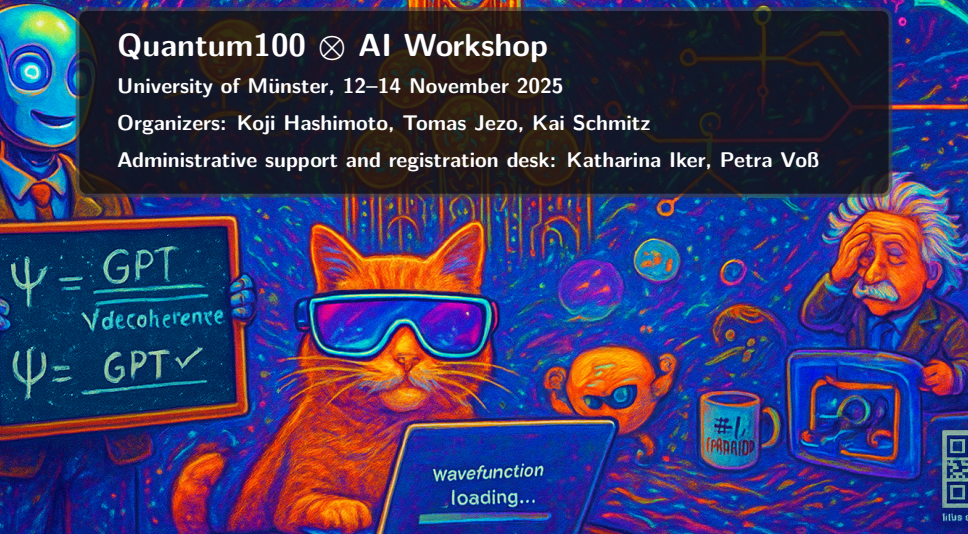 Quantum100 ⊗ AI Workshop
University of Münster, 12–14 November 2025
Organizers: Koji Hashimoto, Tomas Jezo, Kai Schmitz
Administrative support and registration desk: Katharina Iker, Petra Voß
ψ = GPT
√decoherence
ψ = GPT ✓
Wavefunction
loading...